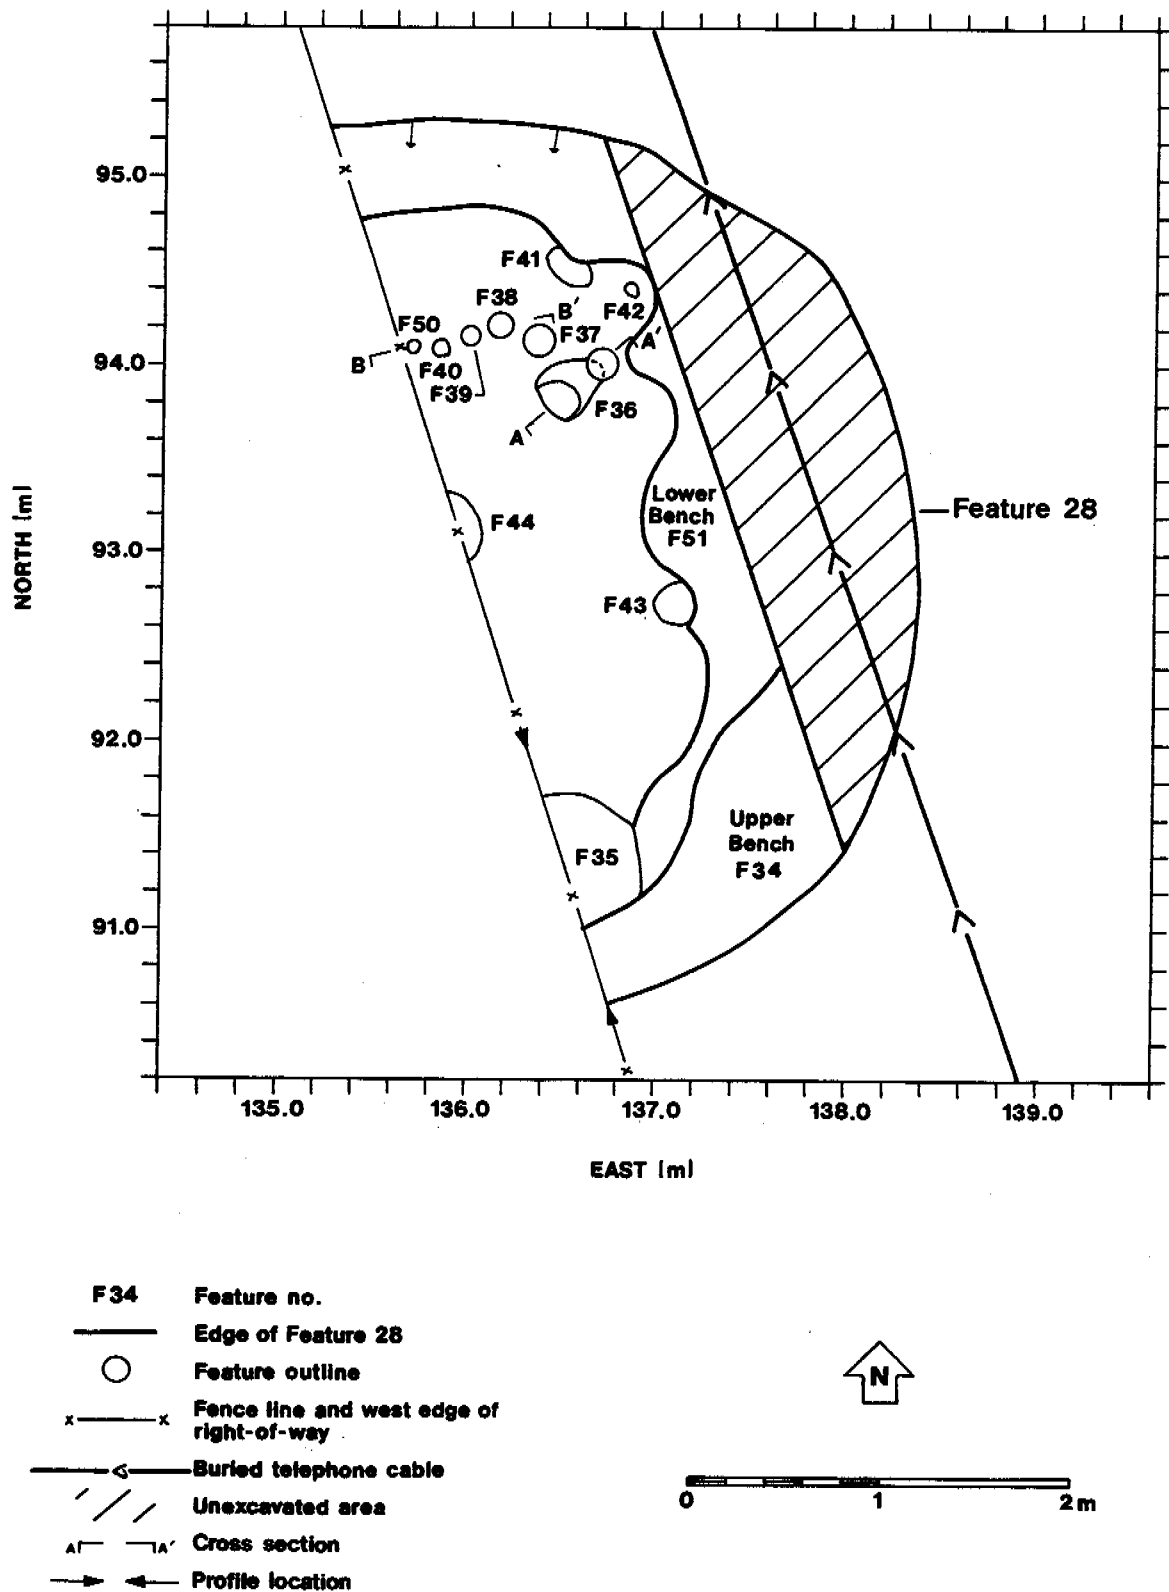 95.0
94.0
93.0
92.0
91.0
NORTH (m)
F41
F38
B'
F42
F50
F37
A'
B
F40
F39
F36
A
Lower
Bench
F51
F44
Feature 28
F43
Upper
Bench
F34
F35
135.0
136.0
137.0
138.0
139.0
EAST (m)
F34
Feature no.
Edge of Feature 28
Feature outline
x x
Fence line and west edge of
right-of-way
Buried telephone cable
Unexcavated area
A A'
Cross section
Profile location
N
0
1
2 m